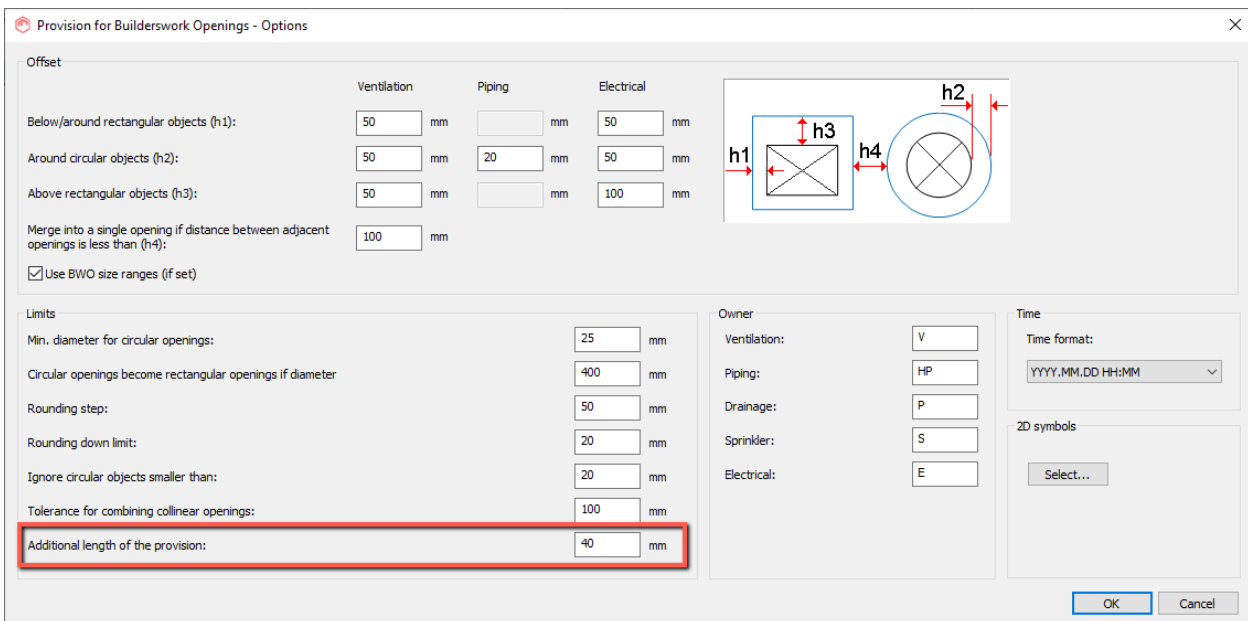 Provision for Builderswork Openings - Options
Offset
Ventilation Piping Electrical
Below/around rectangular objects (h1): 50 mm mm 50 mm
Around circular objects (h2): 50 mm 20 mm 50 mm
Above rectangular objects (h3): 50 mm mm 100 mm
Merge into a single opening if distance between adjacent
openings is less than (h4): 100 mm
Use BWO size ranges (if set)
h2
h3
h1 h4
Limits
Min. diameter for circular openings: 25 mm
Circular openings become rectangular openings if diameter 400 mm
Rounding step: 50 mm
Rounding down limit: 20 mm
Ignore circular objects smaller than: 20 mm
Tolerance for combining collinear openings: 100 mm
Additional length of the provision: 40 mm
Owner
Ventilation: V
Piping: HP
Drainage: P
Sprinkler: S
Electrical: E
Time
Time format:
YYYY.MM.DD HH:MM
2D symbols
Select...
OK Cancel